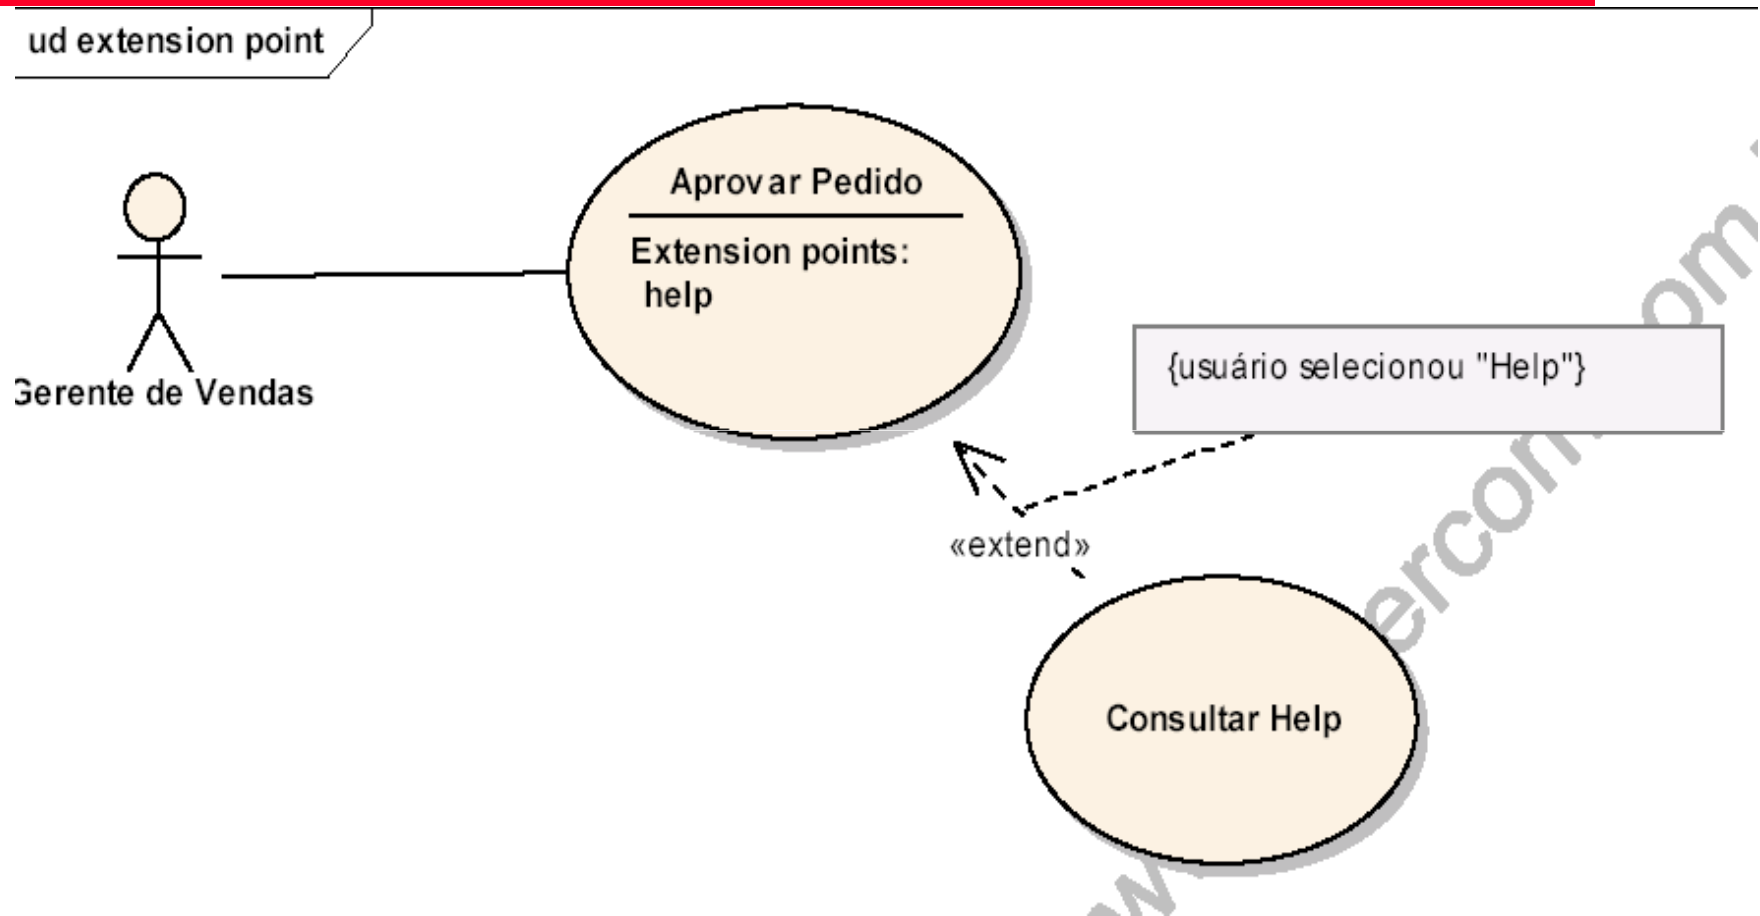 ud extension point
Aprovar Pedido
Extension points:
help
{usuário selecionou "Help"}
Gerente de Vendas
«extend»
Consultar Help